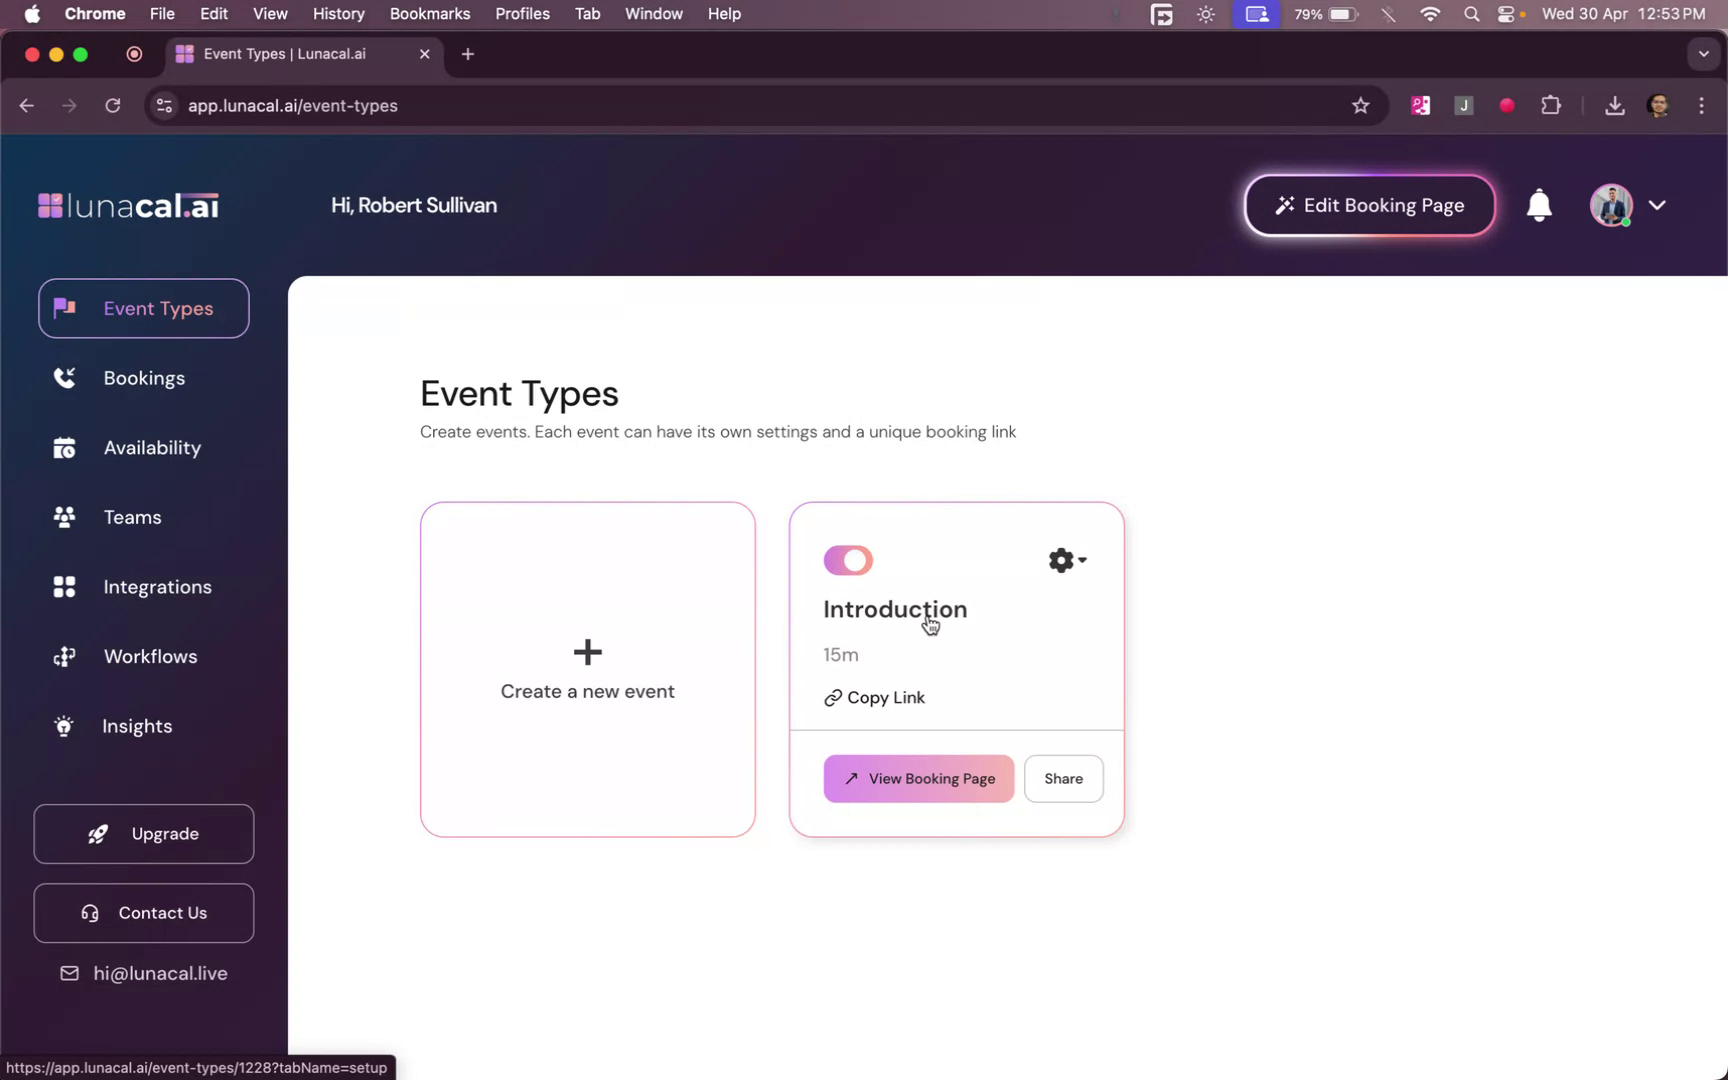 Chrome File Edit View History Bookmarks Profiles Tab Window Help 79% Wed 30 Apr 12:53 PM
Event Types | Lunacal.ai
app.lunacal.ai/event-types
J
lunacal.ai
Hi, Robert Sullivan
Edit Booking Page
Event Types
Bookings
Availability
Teams
Integrations
Workflows
Insights
Upgrade
Contact Us
hi@lunacal.live
Event Types
Create events. Each event can have its own settings and a unique booking link
Create a new event
Introduction
15m
Copy Link
View Booking Page
Share
https://app.lunacal.ai/event-types/1228?tabName=setup